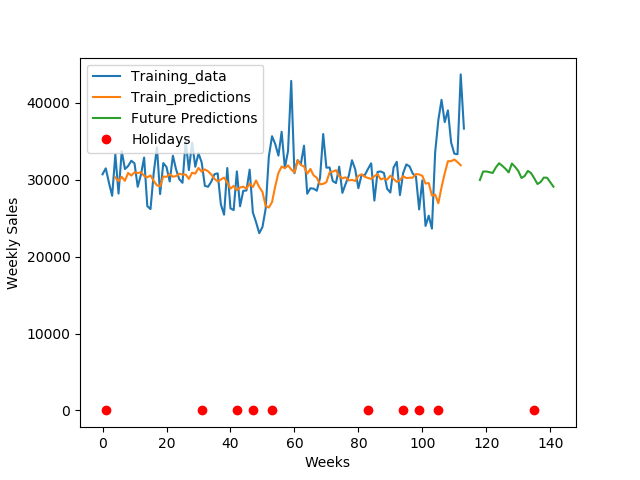 Training_data
Train_predictions
Future Predictions
Holidays
Weekly Sales
40000
30000
20000
10000
0
0 20 40 60 80 100 120 140
Weeks